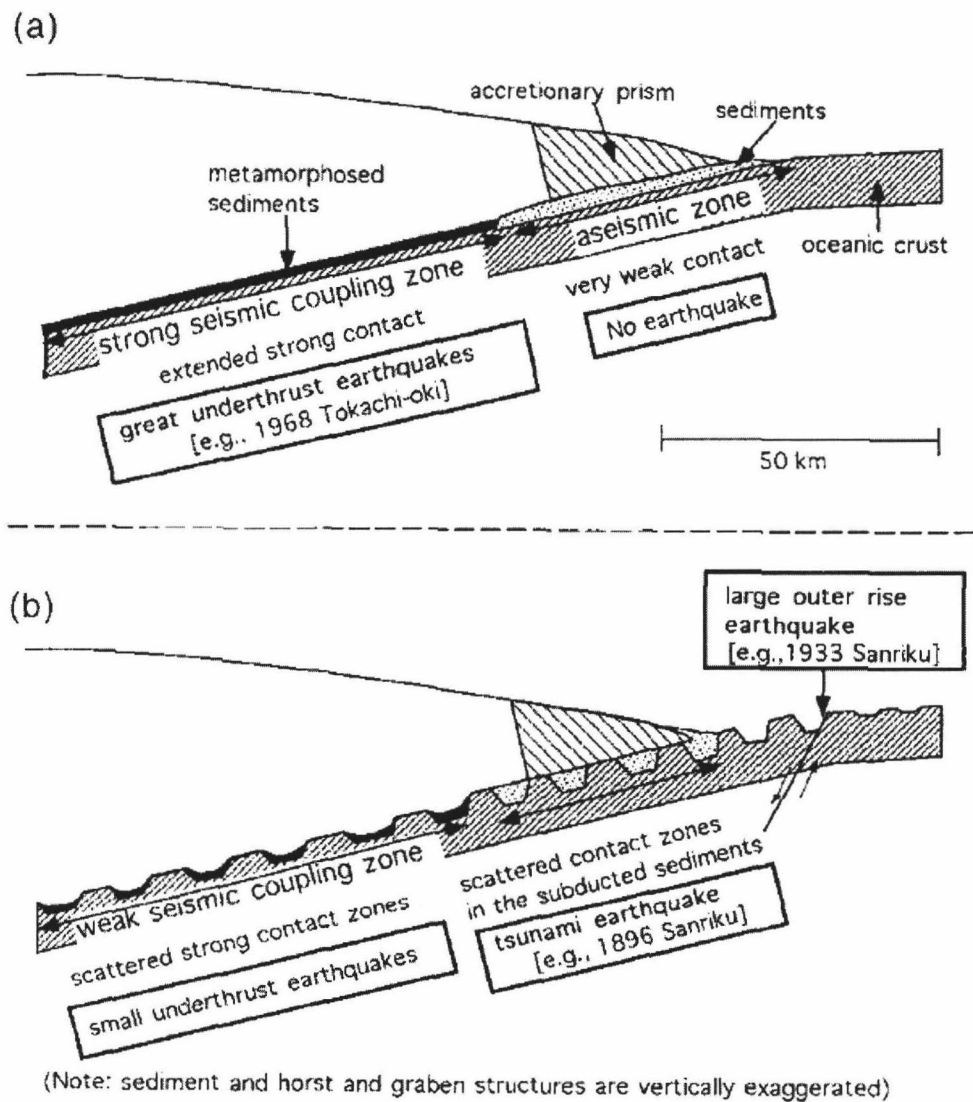 (a)
accretionary prism
sediments
metamorphosed
sediments
aseismic zone
oceanic crust
very weak contact
No earthquake
strong seismic coupling zone
extended strong contact
great underthrust earthquakes
[e.g., 1968 Tokachi-oki]
50 km
(b)
large outer rise
earthquake
[e.g.,1933 Sanriku]
weak seismic coupling zone
scattered strong contact zones
small underthrust earthquakes
scattered contact zones
in the subducted sediments
tsunami earthquake
[e.g., 1896 Sanriku]
(Note: sediment and horst and graben structures are vertically exaggerated)